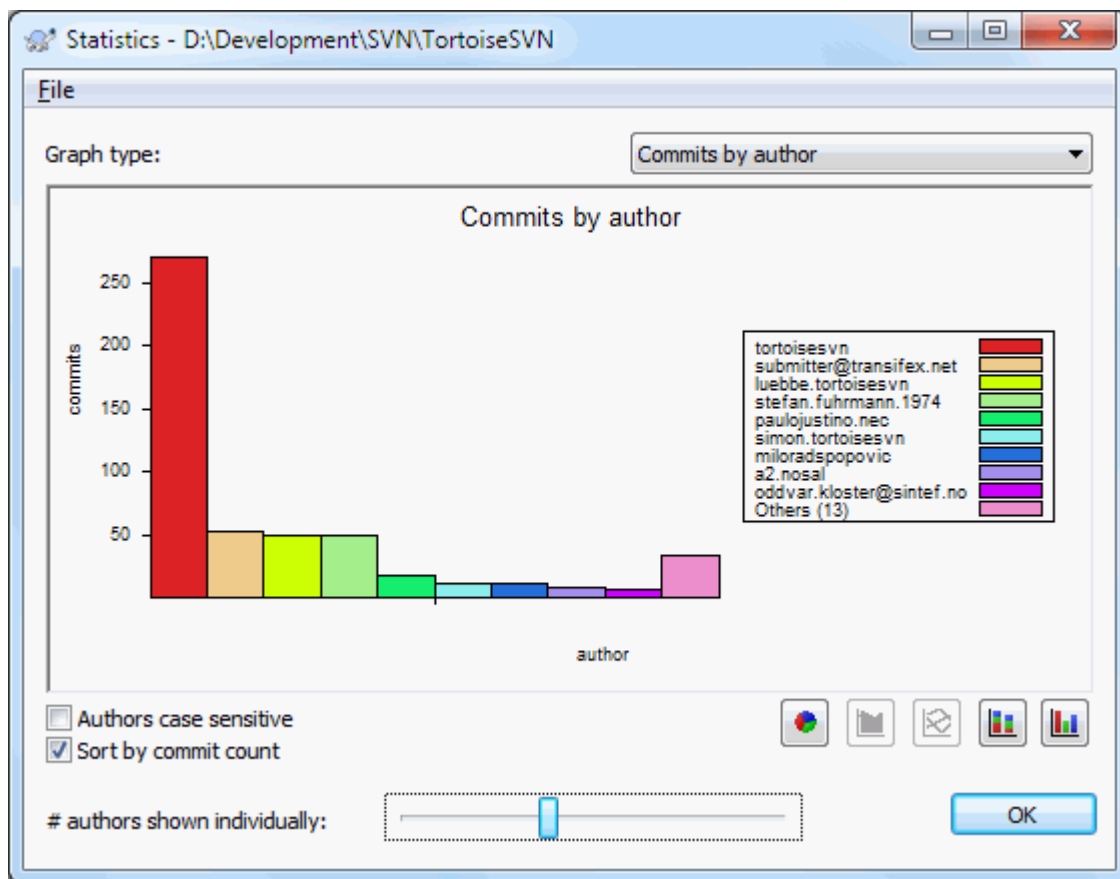 Statistics - D:\Development\SVN\TortoiseSVN
File
Graph type:
Commits by author
Commits by author
250
200
150
100
50
commits
author
tortoisesvn
submitter@transifex.net
luebbe.tortoisesvn
stefan.fuhrmann.1974
paulojustino.nec
simon.tortoisesvn
miloradspopovic
a2.nosal
oddvar.kloster@sintef.no
Others (13)
Authors case sensitive
Sort by commit count
# authors shown individually:
OK